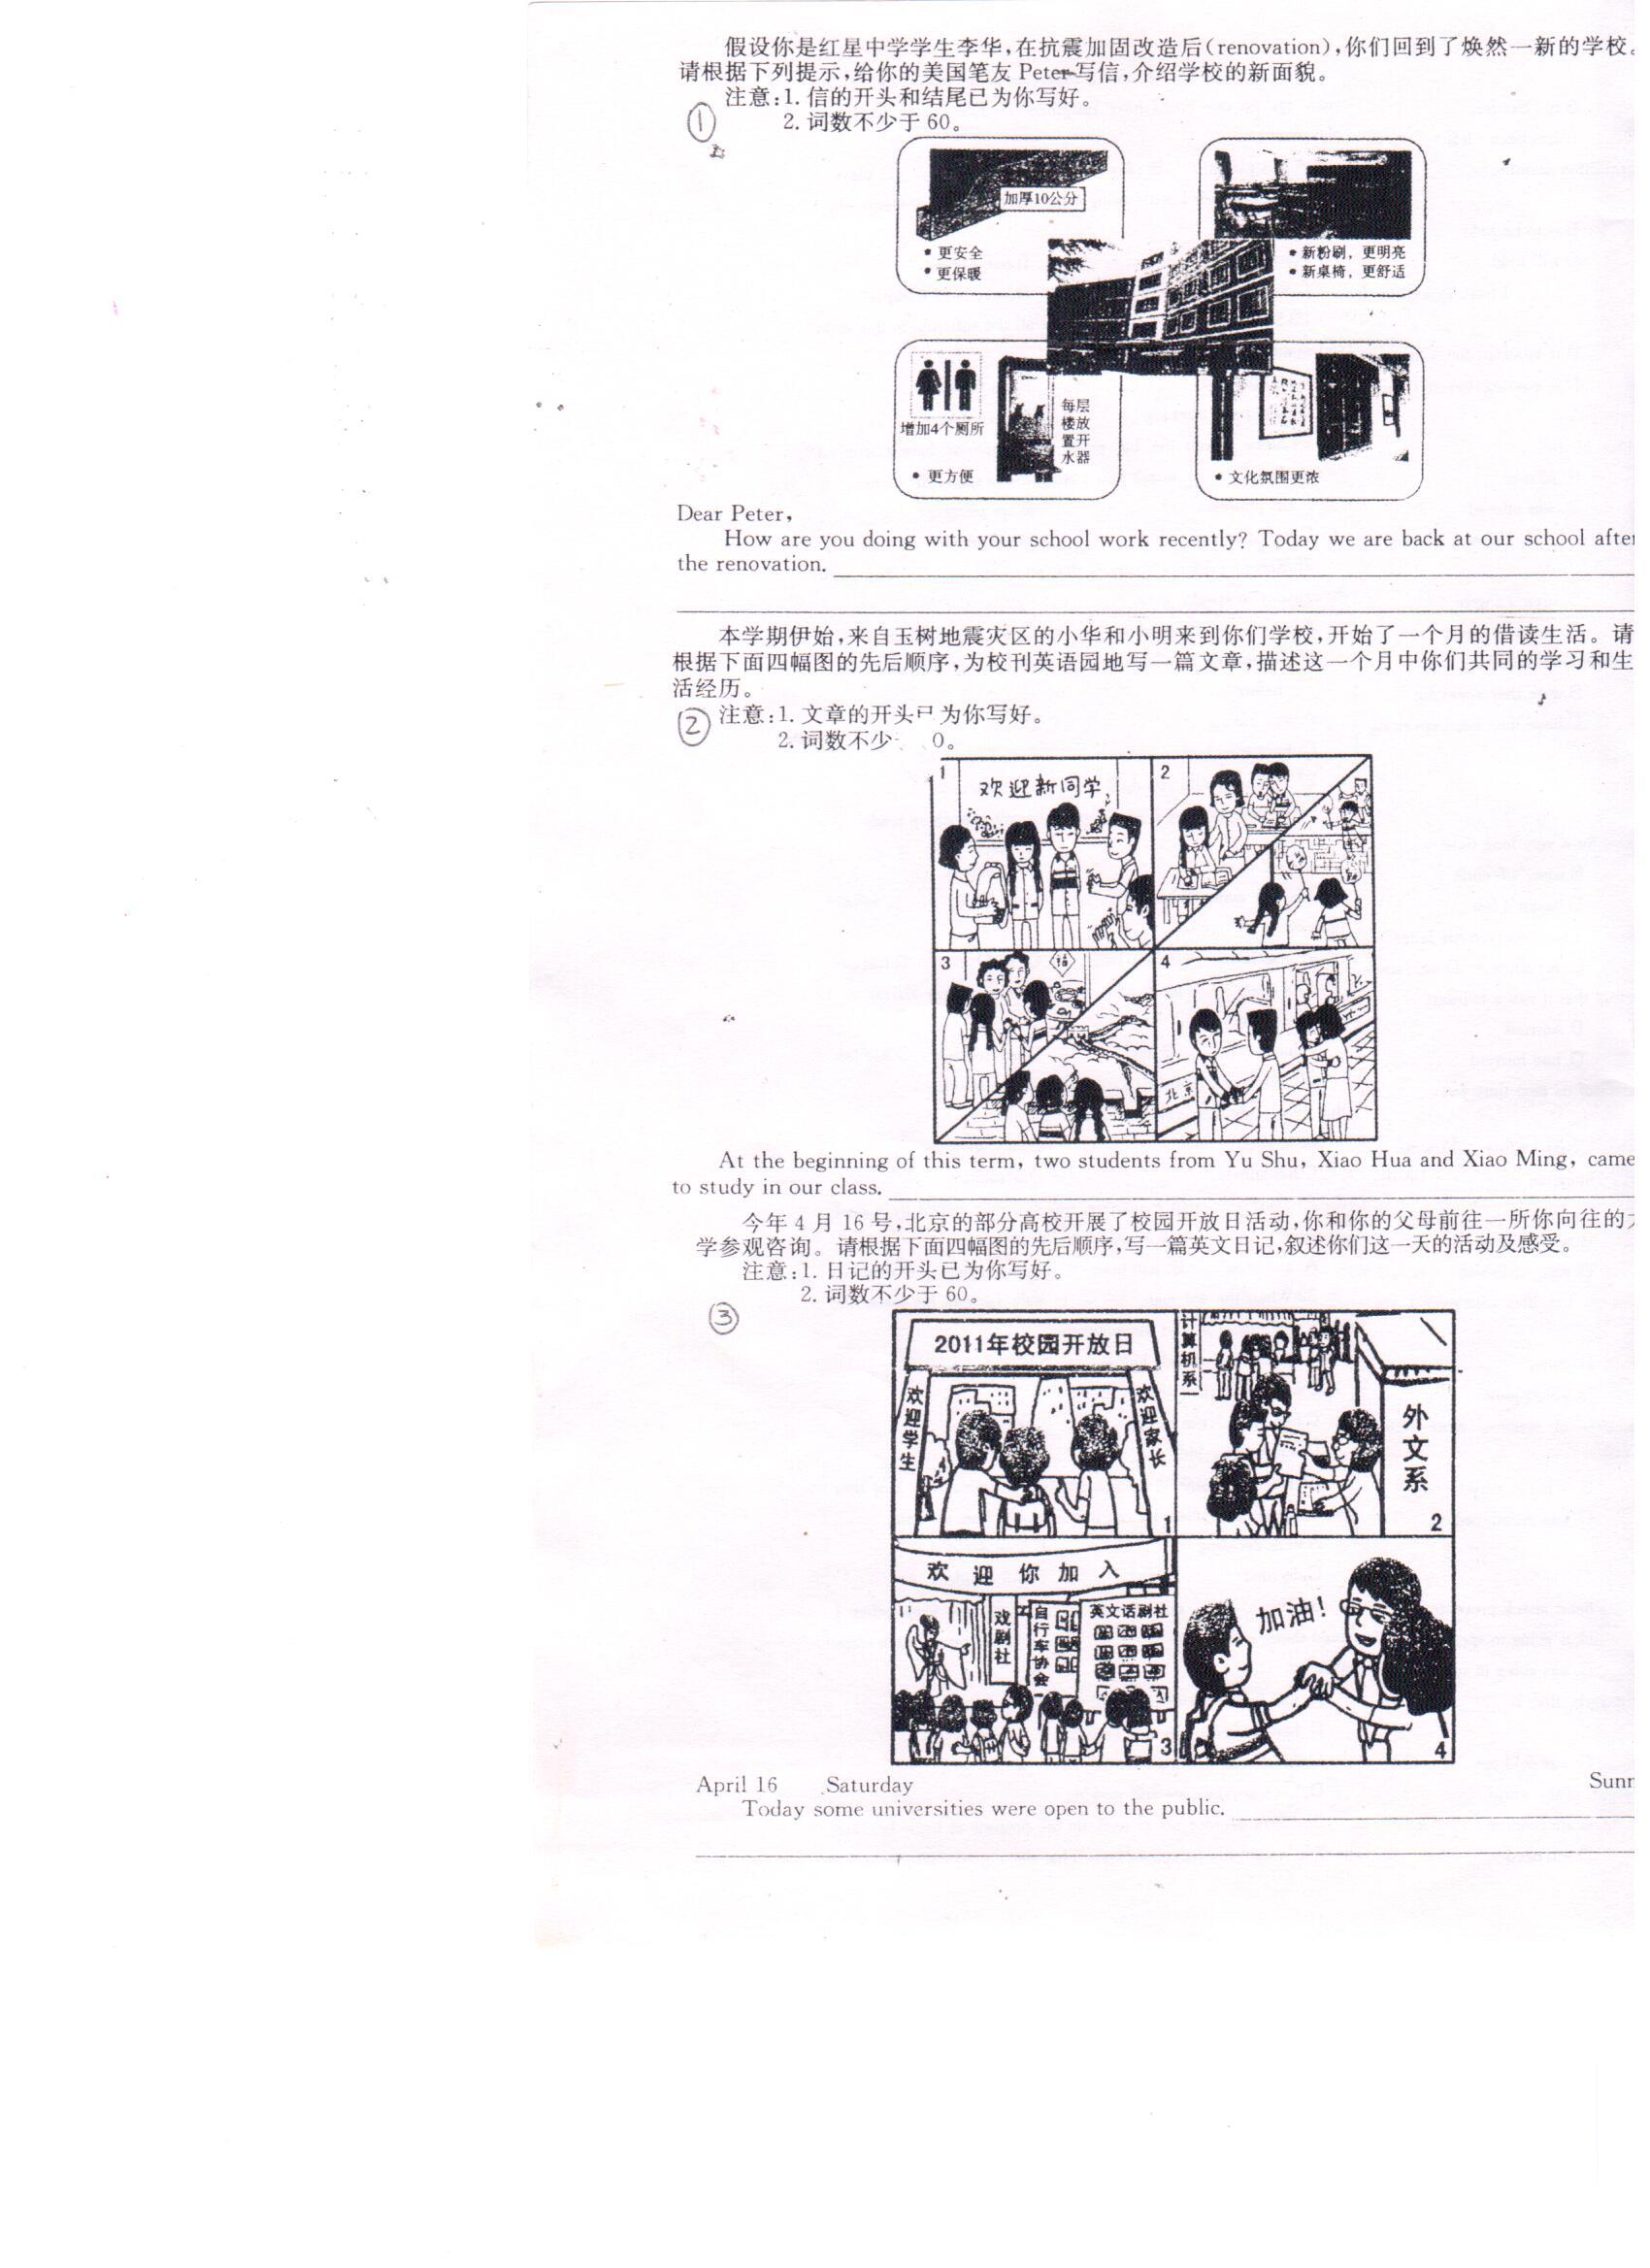 假设你是红星中学学生李华,在抗震加固改造后(renovation),你们回到了焕然一新的学校。
请根据下列提示,给你的美国笔友 Peter 写信,介绍学校的新面貌。
注意:1. 信的开头和结尾已为你写好。
① 2. 词数不少于 60。
加厚10公分
• 更安全
• 更保暖
• 新粉刷,更明亮
• 新桌椅,更舒适
增加4个厕所
• 更方便
每层
楼放
置开
水器
• 文化氛围更浓
Dear Peter,
How are you doing with your school work recently? Today we are back at our school after
the renovation.
本学期伊始,来自玉树地震灾区的小华和小明来到你们学校,开始了一个月的借读生活。请
根据下面四幅图的先后顺序,为校刊英语园地写一篇文章,描述这一个月中你们共同的学习和生
活经历。
② 注意:1. 文章的开头已为你写好。
2. 词数不少 0。
1
欢迎新同学
2
3
福
4
北京
At the beginning of this term, two students from Yu Shu, Xiao Hua and Xiao Ming, came
to study in our class.
今年 4 月 16 号,北京的部分高校开展了校园开放日活动,你和你的父母前往一所你向往的
学参观咨询。请根据下面四幅图的先后顺序,写一篇英文日记,叙述你们这一天的活动及感受。
注意:1. 日记的开头已为你写好。
2. 词数不少于 60。
③
2011年校园开放日
欢迎学生
欢迎家长
1
计算机系
外文系
2
欢迎你加入
戏剧社
自行车协会
英文话剧社
3
加油!
4
April 16 Saturday Sunn
Today some universities were open to the public.